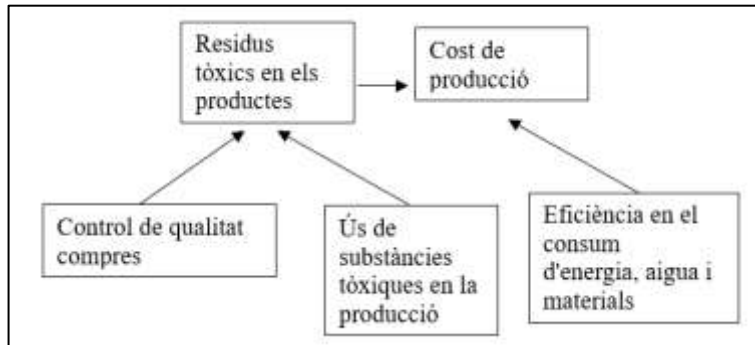 Residus
tòxics en els
productes
Cost de
producció
Control de qualitat
compres
Ús de
substàncies
tòxiques en la
producció
Eficiència en el
consum
d'energia, aigua i
materials